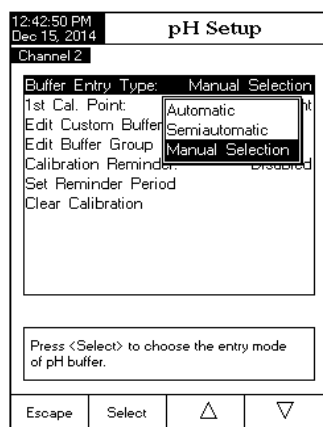 12:42:50 PM
Dec 15, 2014
pH Setup
Channel 2
Buffer Entry Type: Manual Selection
1st Cal. Point:
Automatic
Edit Custom Buffer
Semiautomatic
Edit Buffer Group
Manual Selection
Calibration Reminder: Disabled
Set Reminder Period
Clear Calibration
Press <Select> to choose the entry mode
of pH buffer.
Escape Select